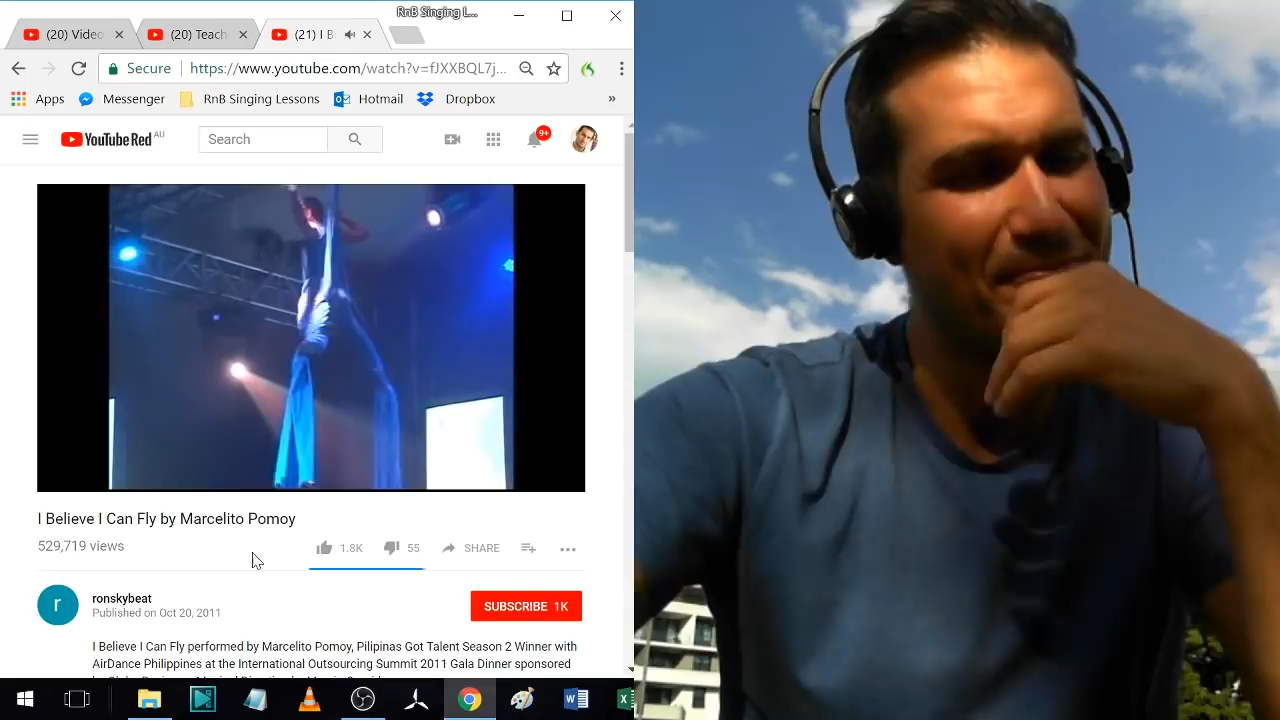 RnB Singing L...
(20) Video
(20) Teach
(21) I B
Secure
https://www.youtube.com/watch?v=fJXXBQL7j...
Apps
Messenger
RnB Singing Lessons
Hotmail
Dropbox
»
YouTube Red AU
Search
9+
I Believe I Can Fly by Marcelito Pomoy
529,719 views
1.8K
55
SHARE
r
ronskybeat
Published on Oct 20, 2011
SUBSCRIBE 1K
I Believe I Can Fly performed by Marcelito Pomoy, Pilipinas Got Talent Season 2 Winner with
AirDance Philippines at the International Outsourcing Summit 2011 Gala Dinner sponsored